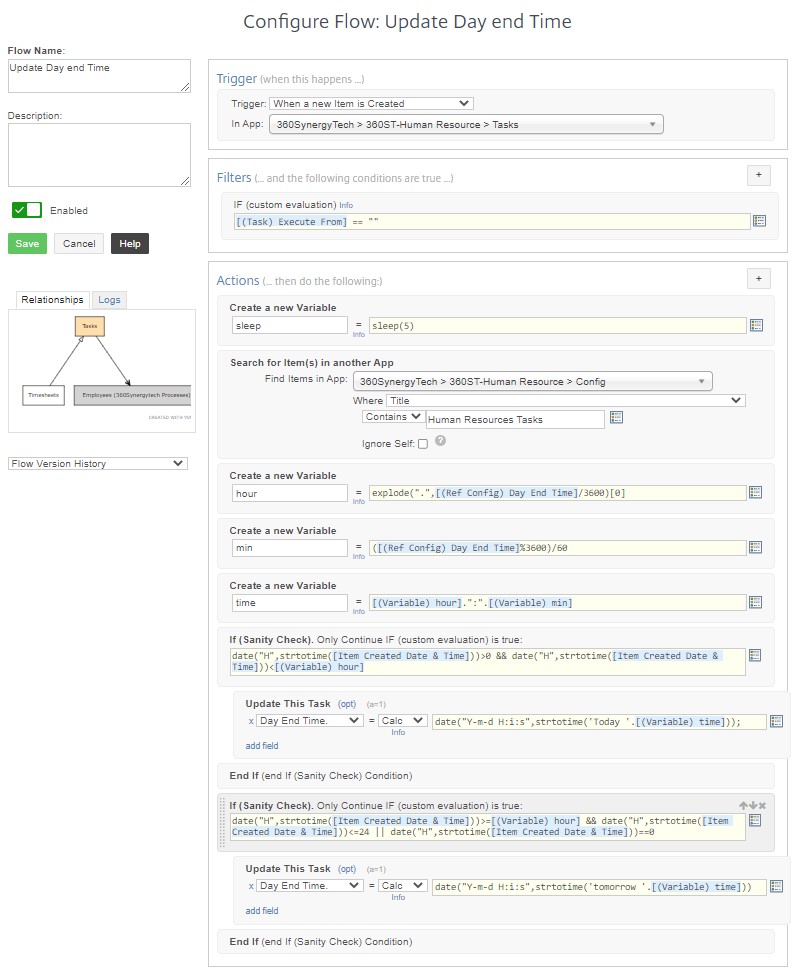 Configure Flow: Update Day end Time
Flow Name:
Update Day end Time
Description:
Enabled
Save Cancel Help
Relationships Logs
Tasks
Timesheets
Employees (360Synergytech Processes)
Flow Version History
Trigger (when this happens ...)
Trigger: When a new Item is Created
In App: 360SynergyTech > 360ST-Human Resource > Tasks
Filters (... and the following conditions are true ...)
+
IF (custom evaluation) Info
[(Task) Execute From] == ""
Actions (... then do the following:)
+
Create a new Variable
sleep = sleep(5)
Info
Search for Item(s) in another App
Find Items in App: 360SynergyTech > 360ST-Human Resource > Config
Where Title
Contains Human Resources Tasks
Ignore Self: ?
Create a new Variable
hour = explode(".",[(Ref Config) Day End Time]/3600)[0]
Info
Create a new Variable
min = ([(Ref Config) Day End Time]%3600)/60
Info
Create a new Variable
time = [(Variable) hour].":".[(Variable) min]
Info
If (Sanity Check). Only Continue IF (custom evaluation) is true:
date("H",strtotime([Item Created Date & Time]))>0 && date("H",strtotime([Item Created Date &
Time]))<[(Variable) hour]
Update This Task (opt) (a=1)
x Day End Time. = Calc date("Y-m-d H:i:s",strtotime('Today '.[(Variable) time]));
Info
add field
End If (end If (Sanity Check) Condition)
If (Sanity Check). Only Continue IF (custom evaluation) is true:
date("H",strtotime([Item Created Date & Time]))>=[(Variable) hour] && date("H",strtotime([Item
Created Date & Time]))<=24 || date("H",strtotime([Item Created Date & Time]))==0
Update This Task (opt) (a=1)
x Day End Time. = Calc date("Y-m-d H:i:s",strtotime('tomorrow '.[(Variable) time]))
Info
add field
End If (end If (Sanity Check) Condition)